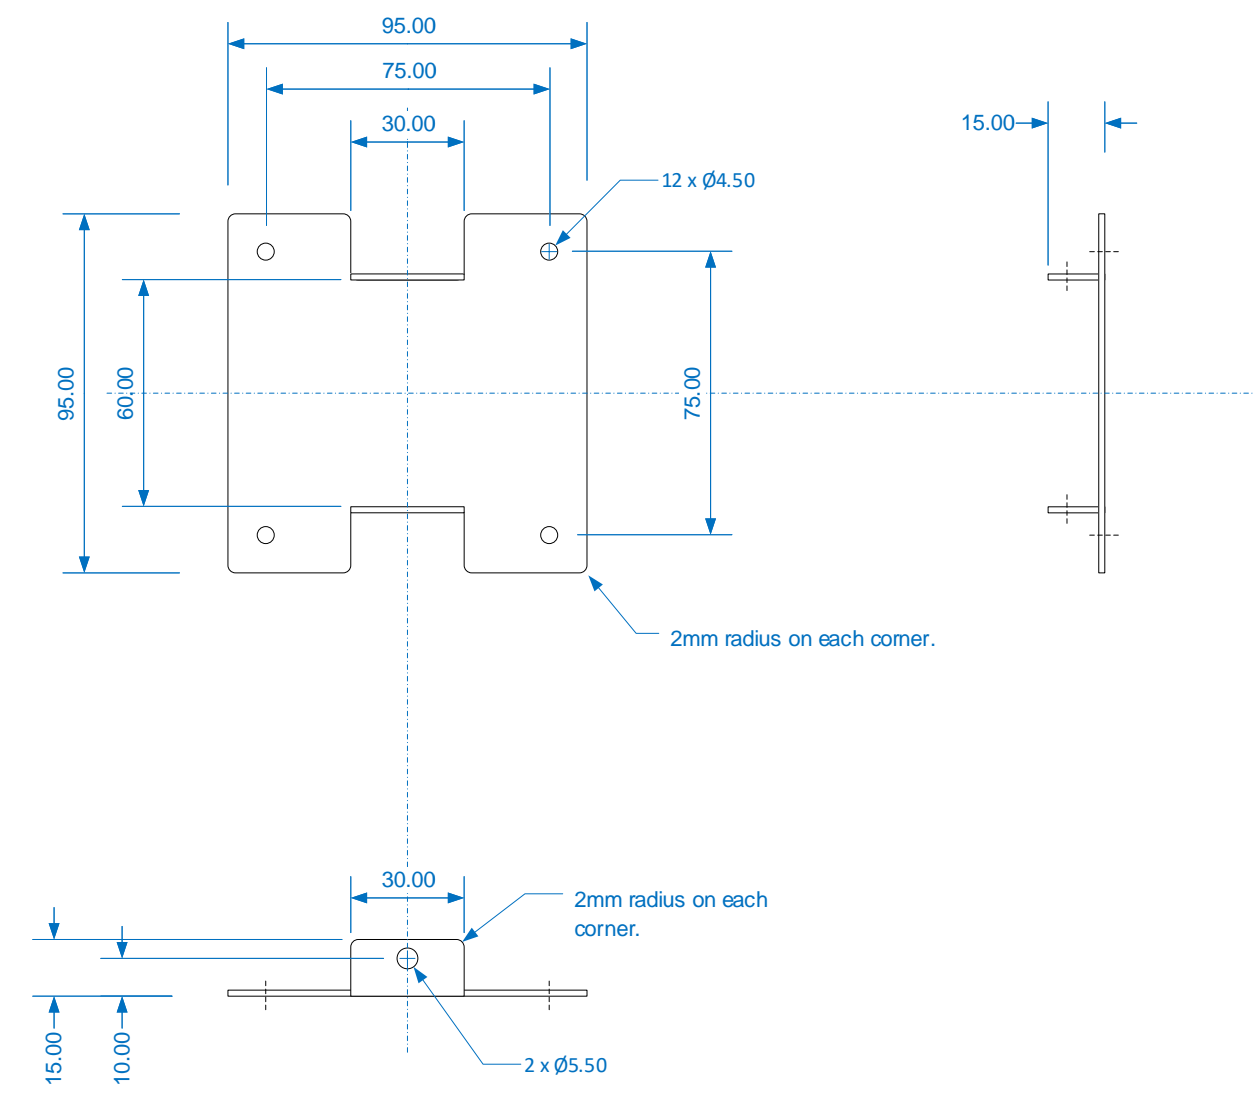 95.00
75.00
30.00
15.00
12 x Ø4.50
95.00
60.00
75.00
2mm radius on each corner.
30.00
2mm radius on each
corner.
15.00
10.00
2 x Ø5.50